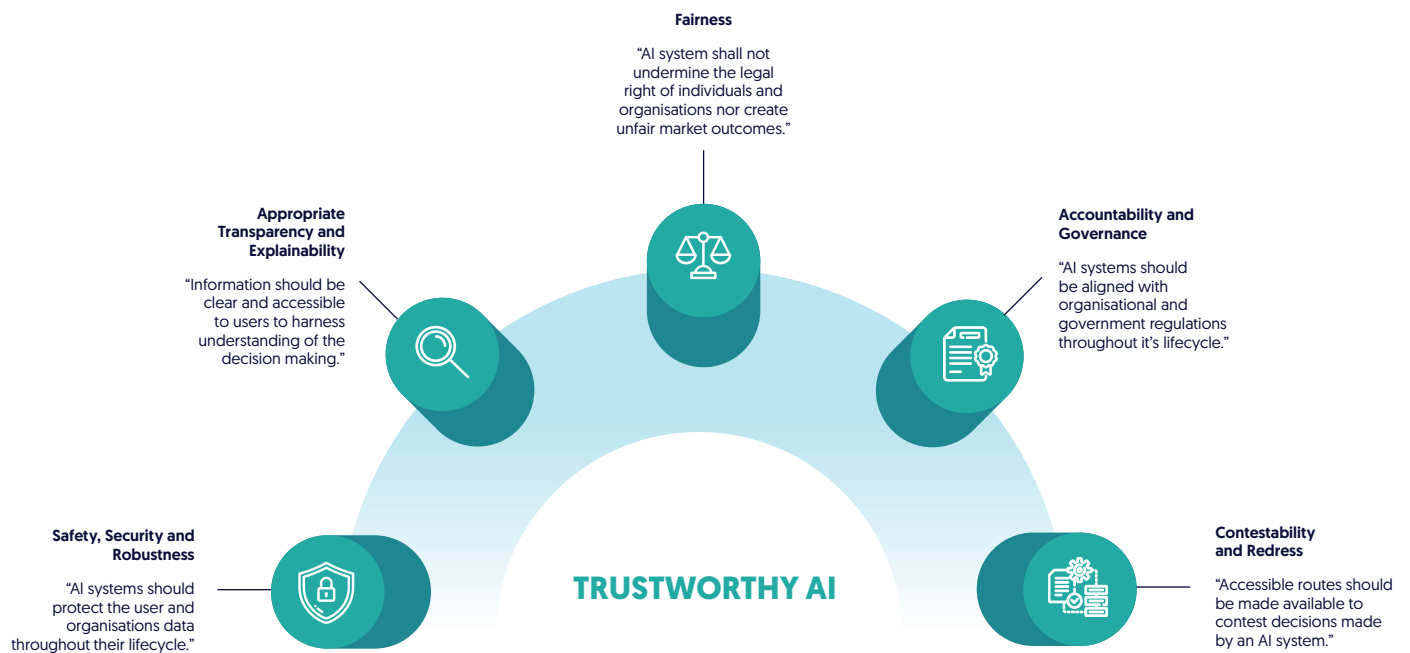 Fairness
“AI system shall not
undermine the legal
right of individuals and
organisations nor create
unfair market outcomes.”
Appropriate
Transparency and
Explainability
“Information should be
clear and accessible
to users to harness
understanding of the
decision making.”
Accountability and
Governance
“AI systems should
be aligned with
organisational and
government regulations
throughout it’s lifecycle.”
Safety, Security and
Robustness
“AI systems should
protect the user and
organisations data
throughout their lifecycle.”
TRUSTWORTHY AI
Contestability
and Redress
“Accessible routes should
be made available to
contest decisions made
by an AI system.”